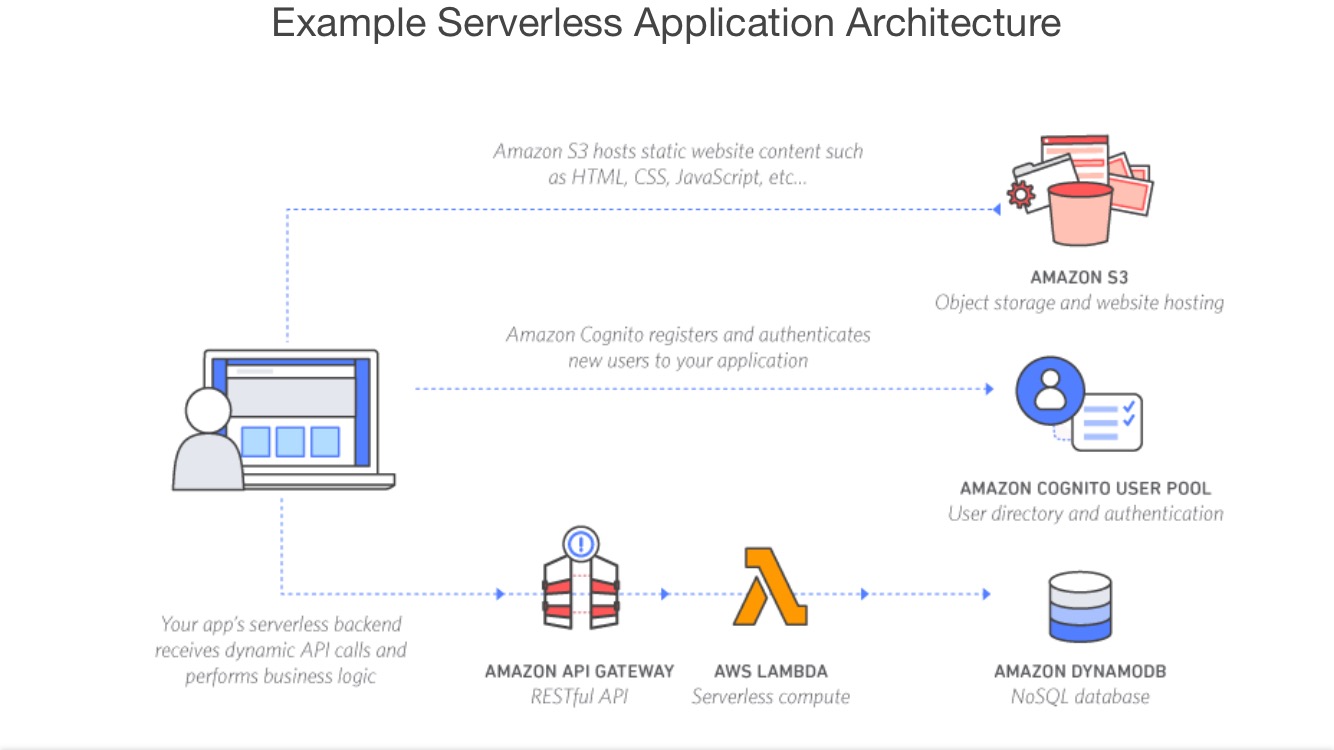 Example Serverless Application Architecture
Amazon S3 hosts static website content such
as HTML, CSS, JavaScript, etc...
AMAZON S3
Object storage and website hosting
Amazon Cognito registers and authenticates
new users to your application
AMAZON COGNITO USER POOL
User directory and authentication
Your app's serverless backend
receives dynamic API calls and
performs business logic
AMAZON API GATEWAY
RESTful API
AWS LAMBDA
Serverless compute
AMAZON DYNAMODB
NoSQL database